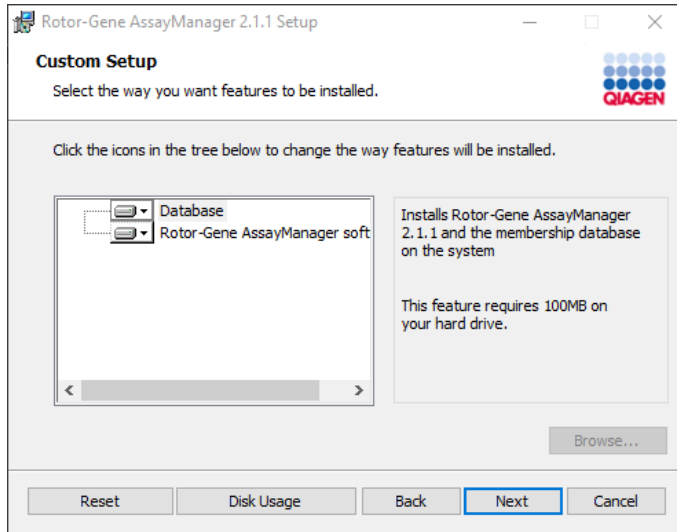 Rotor-Gene AssayManager 2.1.1 Setup
Custom Setup
Select the way you want features to be installed.
QIAGEN
Click the icons in the tree below to change the way features will be installed.
Database
Rotor-Gene AssayManager soft
Installs Rotor-Gene AssayManager
2.1.1 and the membership database
on the system
This feature requires 100MB on
your hard drive.
Browse...
Reset Disk Usage Back Next Cancel